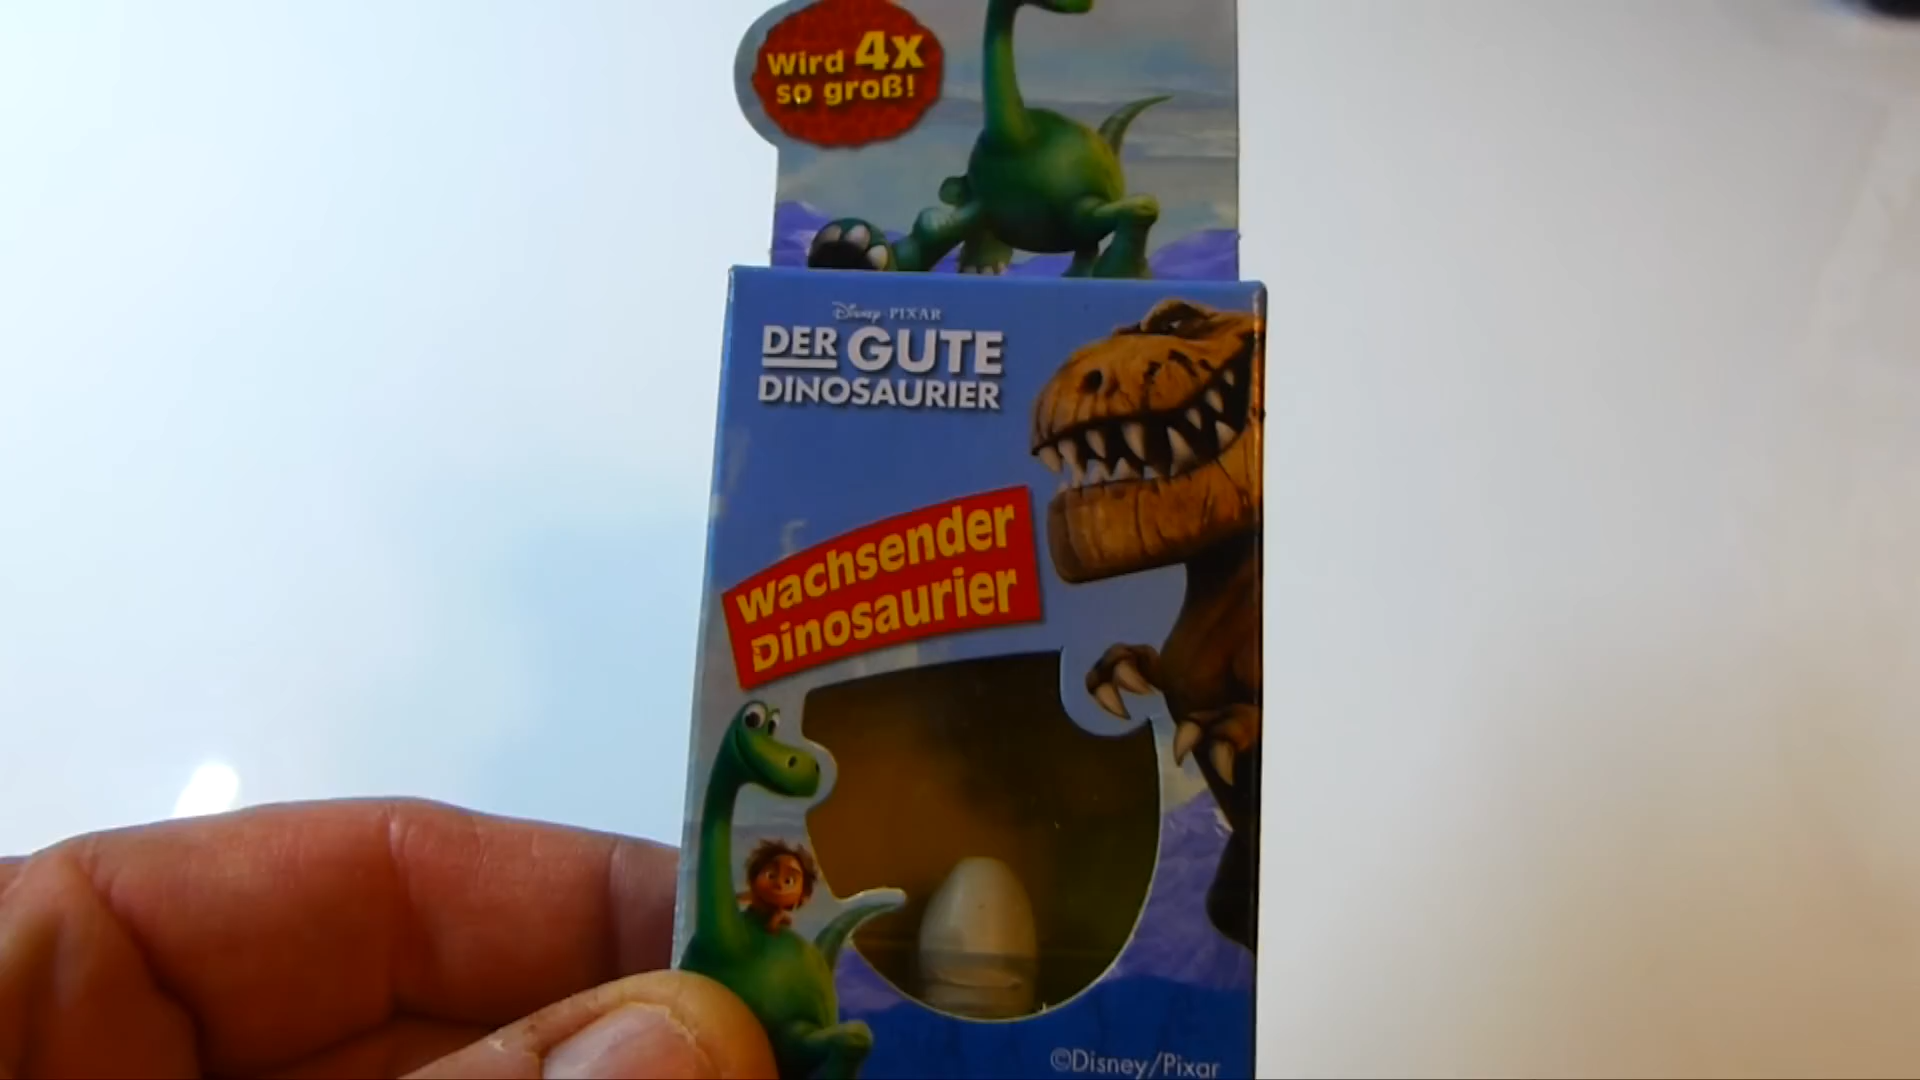 Wird 4x
so groß!
Disney PIXAR
DER GUTE
DINOSAURIER
Wachsender
Dinosaurier
©Disney/Pixar